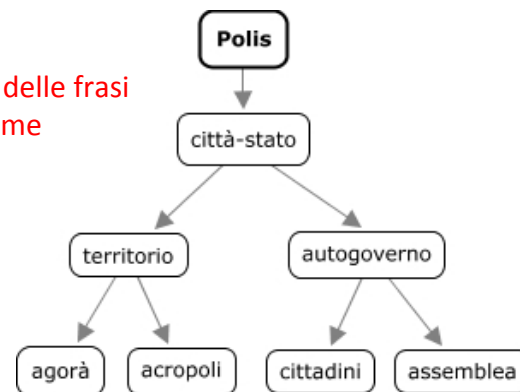 Polis
delle frasi
me
città-stato
territorio autogoverno
agorà acropoli cittadini assemblea